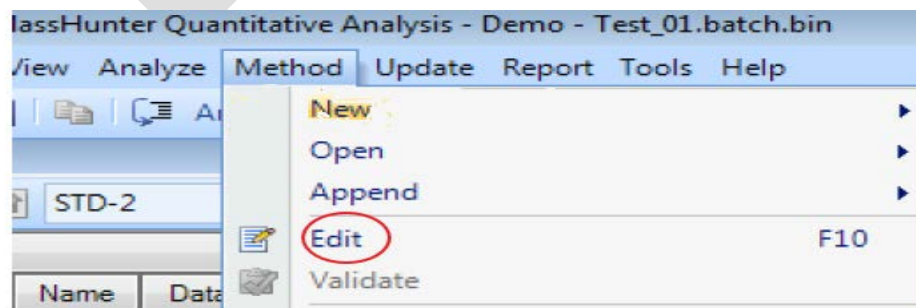 lassHunter Quantitative Analysis - Demo - Test_01.batch.bin
View Analyze Method Update Report Tools Help
New
Open
Append
STD-2
Edit F10
Validate
Name Data